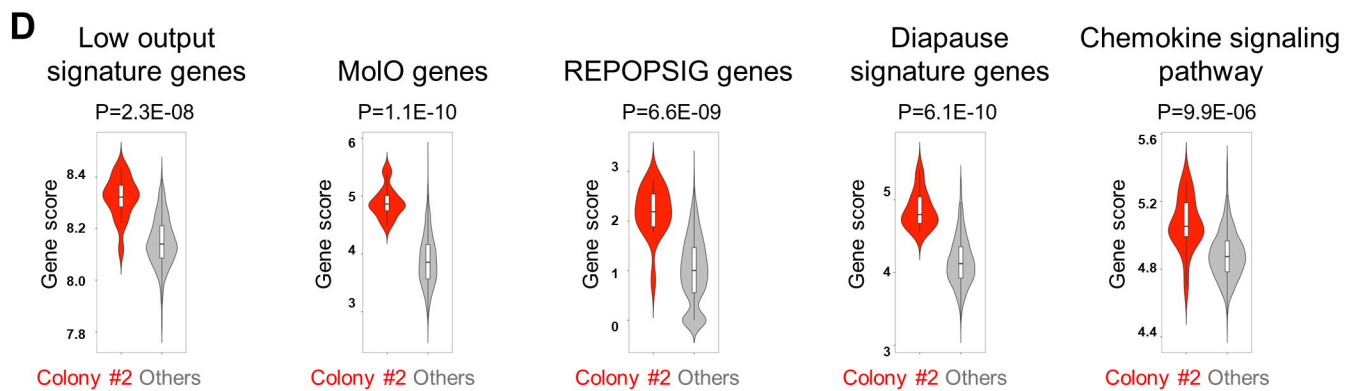 D
Low output
signature genes
P=2.3E-08
Gene score
8.4
8.2
8.0
7.8
Colony #2 Others
MolO genes
P=1.1E-10
Gene score
6
5
4
3
Colony #2 Others
REPOPSIG genes
P=6.6E-09
Gene score
3
2
1
0
Colony #2 Others
Diapause
signature genes
P=6.1E-10
Gene score
5
4
3
Colony #2 Others
Chemokine signaling
pathway
P=9.9E-06
Gene score
5.6
5.2
4.8
4.4
Colony #2 Others